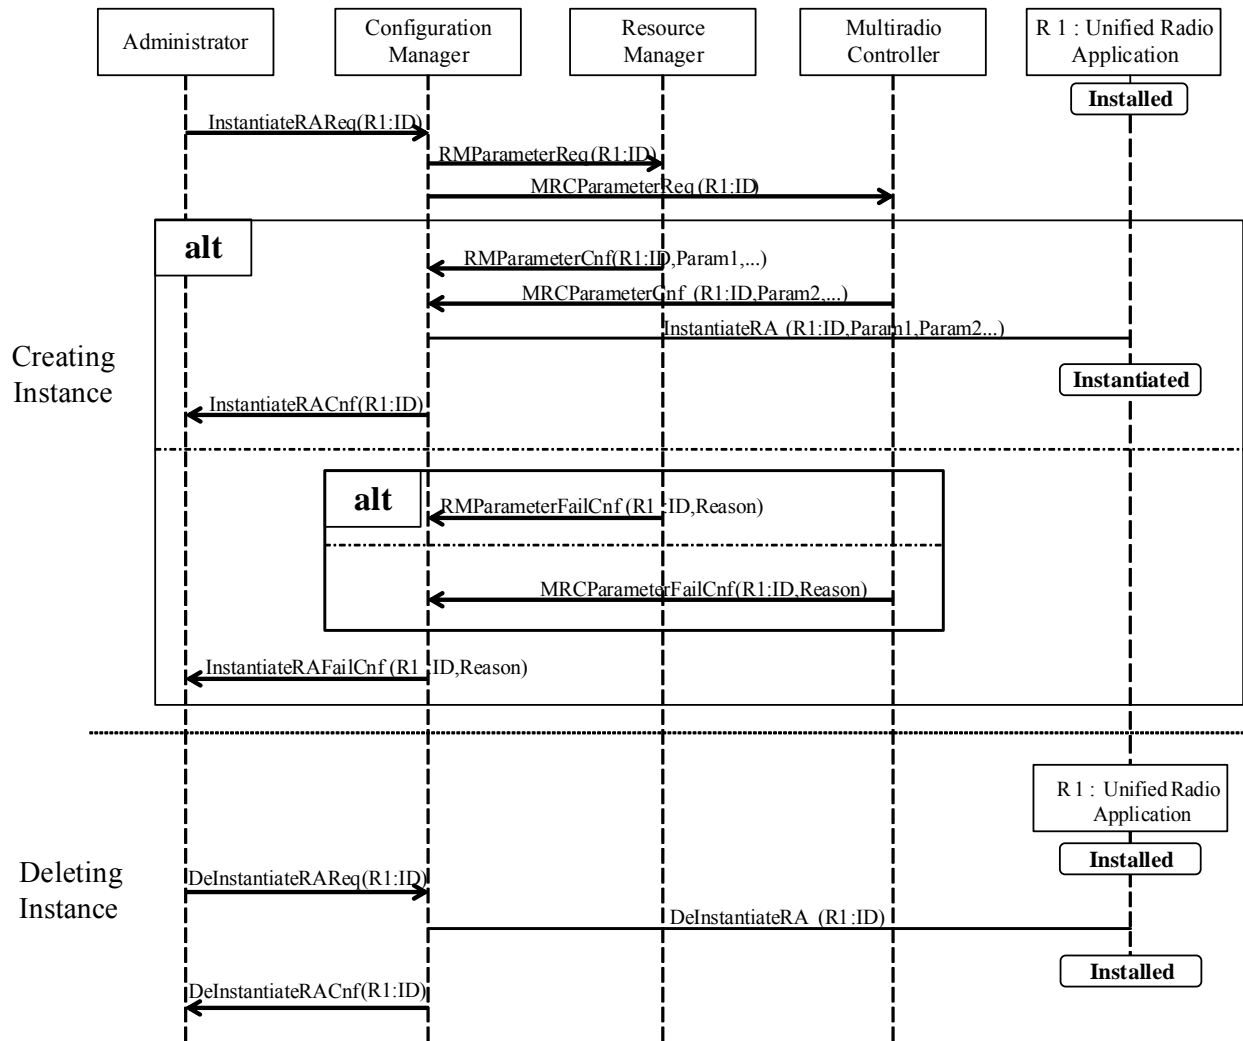 Administrator
Configuration
Manager
Resource
Manager
Multiradio
Controller
R 1 : Unified Radio
Application
Installed
InstantiateRAReq(R1:ID)
RMParameterReq(R1:ID)
MRCParameterReq(R1:ID)
alt
RMParameterCnf(R1:ID,Param1,...)
MRCParameterCnf (R1:ID,Param2,...)
InstantiateRA (R1:ID,Param1,Param2...)
Creating
Instance
Instantiated
InstantiateRACnf(R1:ID)
alt
RMParameterFailCnf(R1:ID,Reason)
MRCParameterFailCnf(R1:ID,Reason)
InstantiateRAFailCnf(R1:ID,Reason)
R 1 : Unified Radio
Application
Installed
Deleting
Instance
DeInstantiateRAReq(R1:ID)
DeInstantiateRA (R1:ID)
Installed
DeInstantiateRACnf(R1:ID)